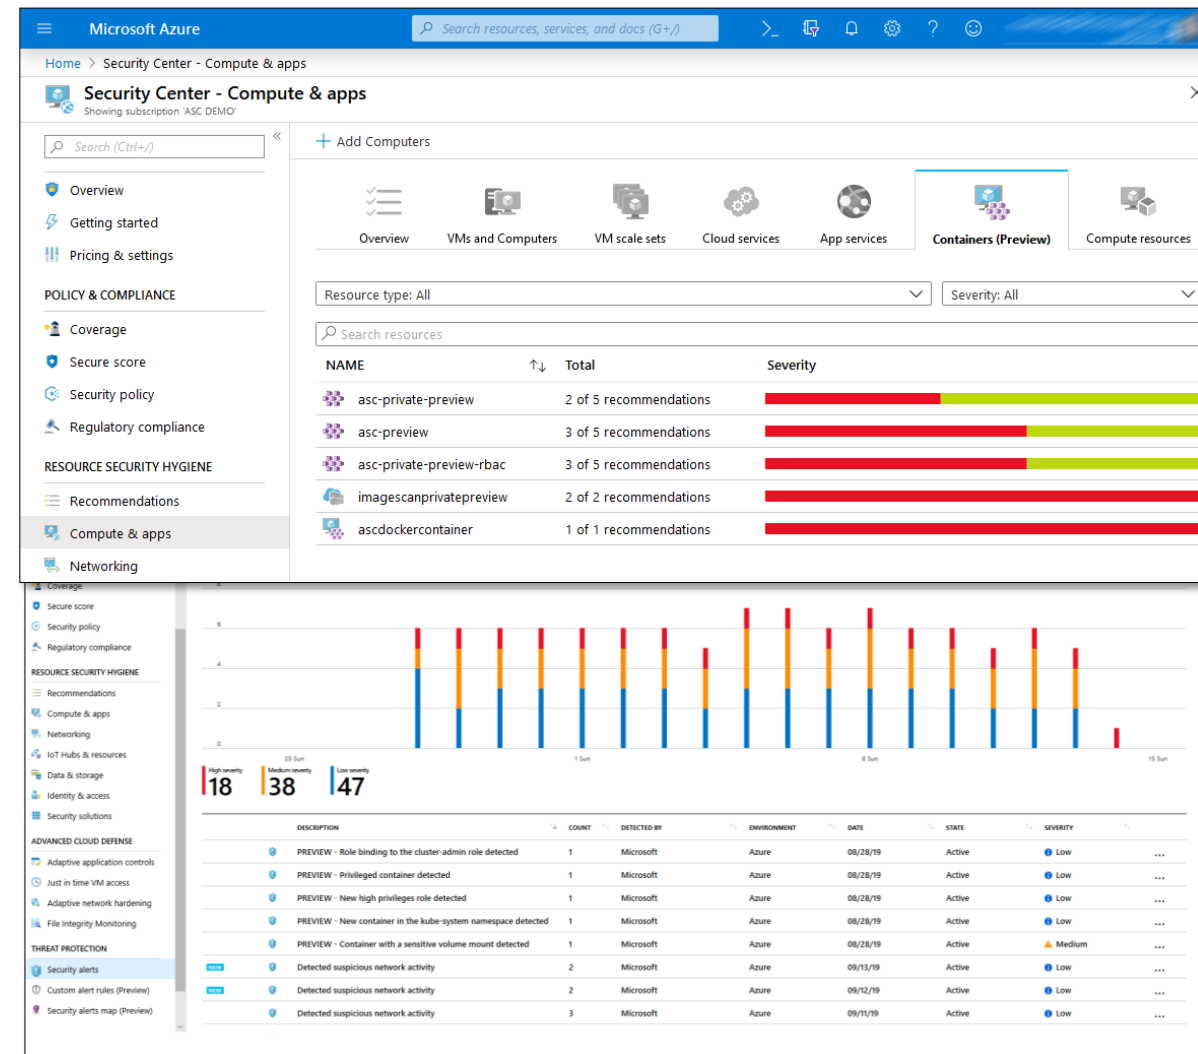 Microsoft Azure
Search resources, services, and docs (G+/)
Home > Security Center - Compute & apps
Security Center - Compute & apps
Showing subscription 'ASC DEMO'
Search (Ctrl+/)
Overview
Getting started
Pricing & settings
POLICY & COMPLIANCE
Coverage
Secure score
Security policy
Regulatory compliance
RESOURCE SECURITY HYGIENE
Recommendations
Compute & apps
Networking
Add Computers
Overview VMs and Computers VM scale sets Cloud services App services Containers (Preview) Compute resources
Resource type: All Severity: All
Search resources
NAME Total Severity
asc-private-preview 2 of 5 recommendations
asc-preview 3 of 5 recommendations
asc-private-preview-rbac 3 of 5 recommendations
imagescanprivatepreview 2 of 2 recommendations
ascdockercontainer 1 of 1 recommendations
Coverage
Secure score
Security policy
Regulatory compliance
RESOURCE SECURITY HYGIENE
Recommendations
Compute & apps
Networking
IoT Hubs & resources
Data & storage
Identity & access
Security solutions
ADVANCED CLOUD DEFENSE
Adaptive application controls
Just in time VM access
Adaptive network hardening
File Integrity Monitoring
THREAT PROTECTION
Security alerts
Custom alert rules (Preview)
Security alerts map (Preview)
6
4
2
0
25 Sun 1 Sun 8 Sun 15 Sun
High severity Medium severity Low severity
18 38 47
DESCRIPTION COUNT DETECTED BY ENVIRONMENT DATE STATE SEVERITY
PREVIEW - Role binding to the cluster-admin role detected 1 Microsoft Azure 08/28/19 Active Low ...
PREVIEW - Privileged container detected 1 Microsoft Azure 08/28/19 Active Low ...
PREVIEW - New high privileges role detected 1 Microsoft Azure 08/28/19 Active Low ...
PREVIEW - New container in the kube-system namespace detected 1 Microsoft Azure 08/28/19 Active Low ...
PREVIEW - Container with a sensitive volume mount detected 1 Microsoft Azure 08/28/19 Active Medium ...
NEW Detected suspicious network activity 2 Microsoft Azure 09/13/19 Active Low ...
NEW Detected suspicious network activity 2 Microsoft Azure 09/12/19 Active Low ...
Detected suspicious network activity 3 Microsoft Azure 09/11/19 Active Low ...